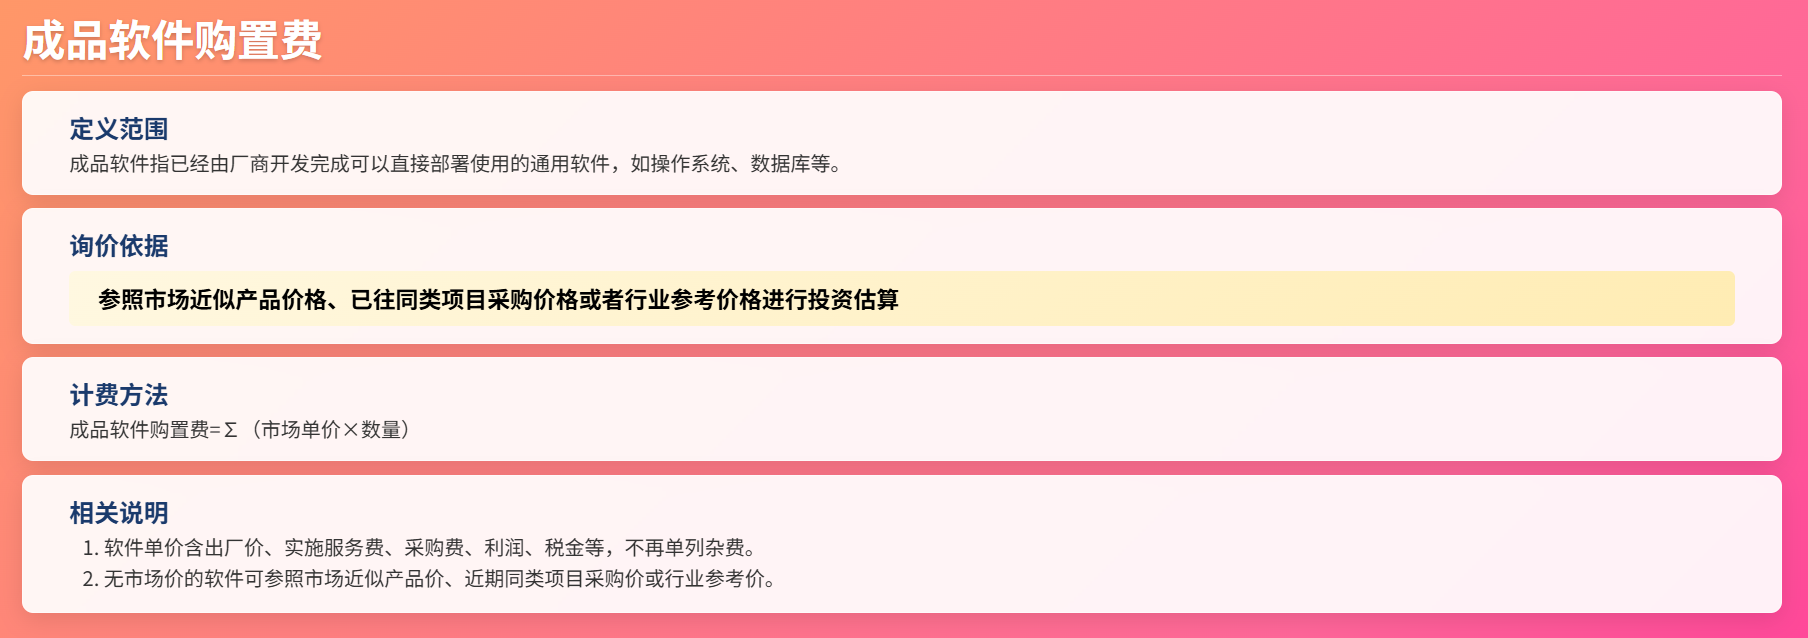 成品软件购置费
定义范围
成品软件指已经由厂商开发完成可以直接部署使用的通用软件，如操作系统、数据库等。
询价依据
参照市场近似产品价格、已往同类项目采购价格或者行业参考价格进行投资估算
计费方法
成品软件购置费=Σ（市场单价×数量）
相关说明
1. 软件单价含出厂价、实施服务费、采购费、利润、税金等，不再单列杂费。
2. 无市场价的软件可参照市场近似产品价、近期同类项目采购价或行业参考价。